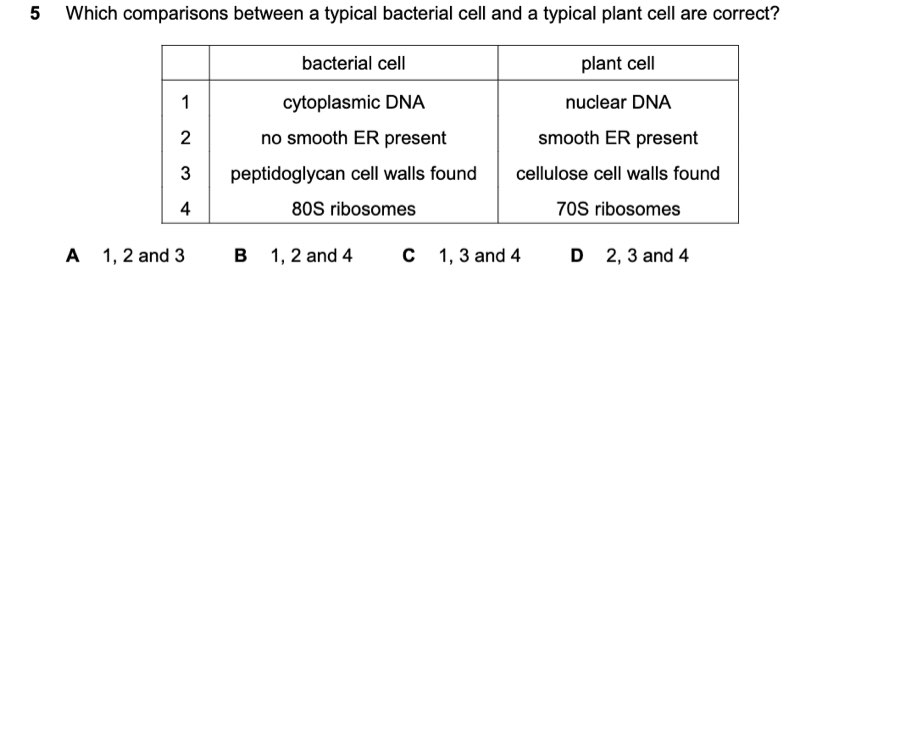 5 Which comparisons between a typical bacterial cell and a typical plant cell are correct?
bacterial cell plant cell
1 cytoplasmic DNA nuclear DNA
2 no smooth ER present smooth ER present
3 peptidoglycan cell walls found cellulose cell walls found
4 80S ribosomes 70S ribosomes
A 1, 2 and 3 B 1, 2 and 4 C 1, 3 and 4 D 2, 3 and 4